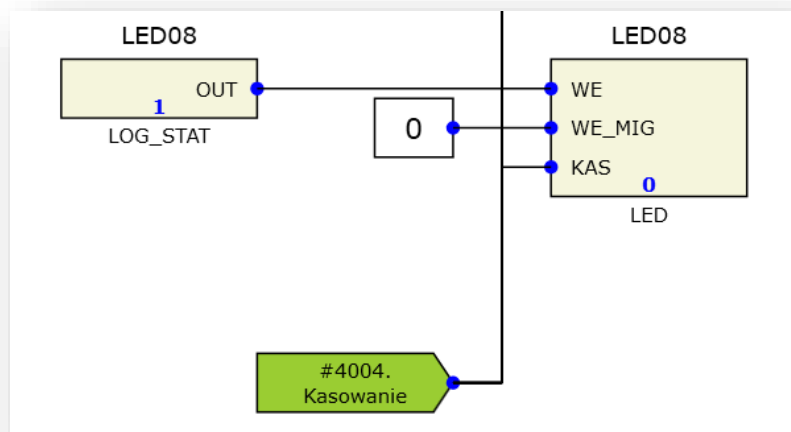 LED08
OUT
1
LOG_STAT
0
LED08
WE
WE_MIG
KAS
0
LED
#4004.
Kasowanie